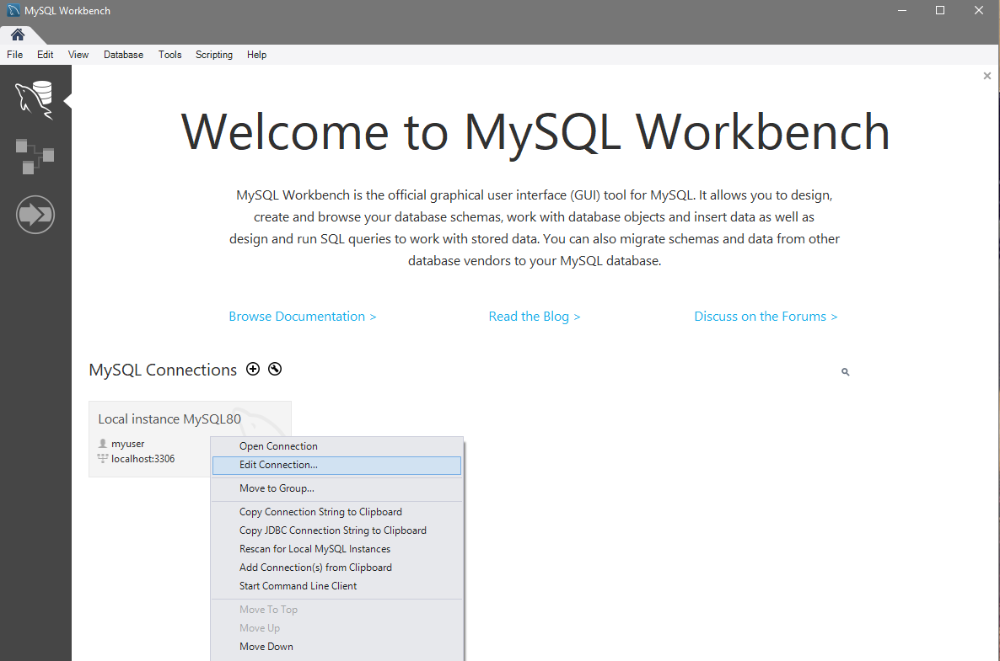 MySQL Workbench
File Edit View Database Tools Scripting Help
Welcome to MySQL Workbench
MySQL Workbench is the official graphical user interface (GUI) tool for MySQL. It allows you to design,
create and browse your database schemas, work with database objects and insert data as well as
design and run SQL queries to work with stored data. You can also migrate schemas and data from other
database vendors to your MySQL database.
Browse Documentation > Read the Blog > Discuss on the Forums >
MySQL Connections
Local instance MySQL80
myuser
localhost:3306
Open Connection
Edit Connection...
Move to Group...
Copy Connection String to Clipboard
Copy JDBC Connection String to Clipboard
Rescan for Local MySQL Instances
Add Connection(s) from Clipboard
Start Command Line Client
Move To Top
Move Up
Move Down